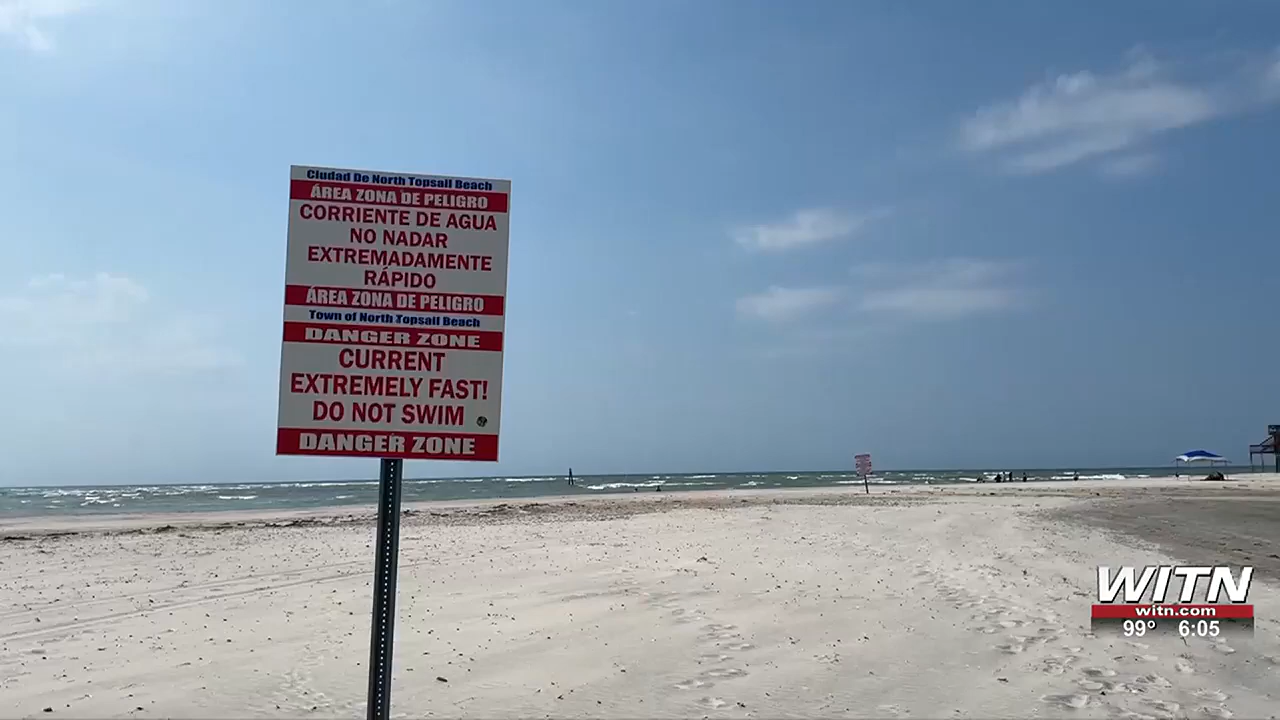 Ciudad De North Topsail Beach
ÁREA ZONA DE PELIGRO
CORRIENTE DE AGUA
NO NADAR
EXTREMADAMENTE
RÁPIDO
ÁREA ZONA DE PELIGRO
Town of North Topsail Beach
DANGER ZONE
CURRENT
EXTREMELY FAST!
DO NOT SWIM
DANGER ZONE
WITN
witn.com
99° 6:05